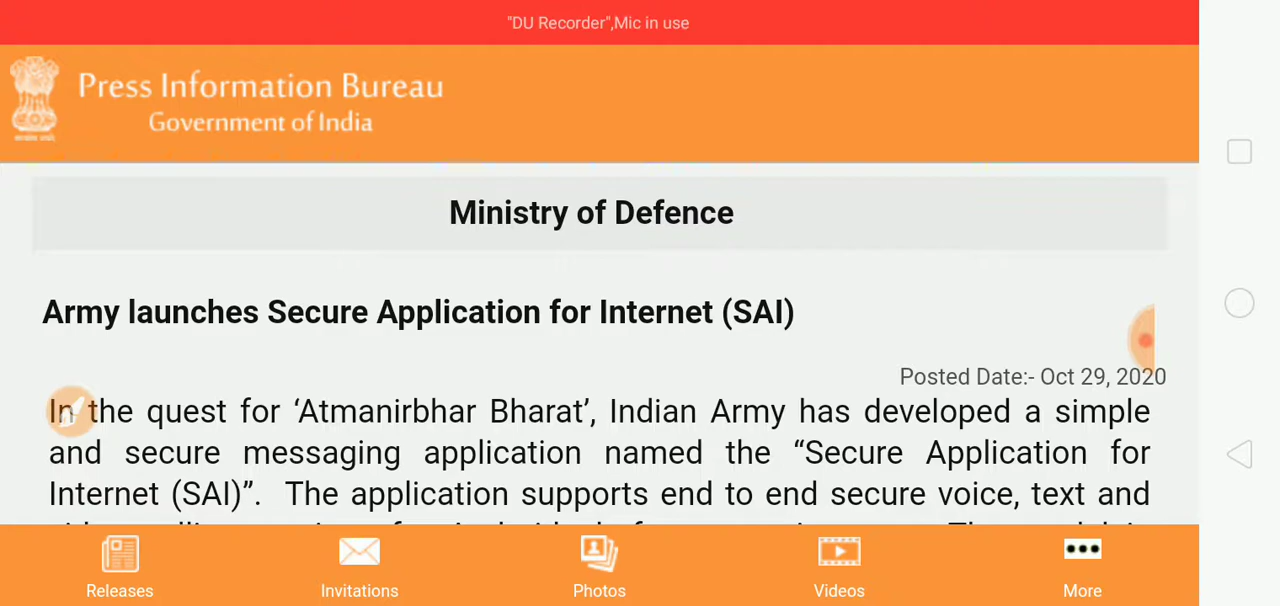 "DU Recorder",Mic in use
Press Information Bureau
Government of India
Ministry of Defence
Army launches Secure Application for Internet (SAI)
Posted Date:- Oct 29, 2020
In the quest for ‘Atmanirbhar Bharat’, Indian Army has developed a simple
and secure messaging application named the “Secure Application for
Internet (SAI)”. The application supports end to end secure voice, text and
Releases
Invitations
Photos
Videos
More